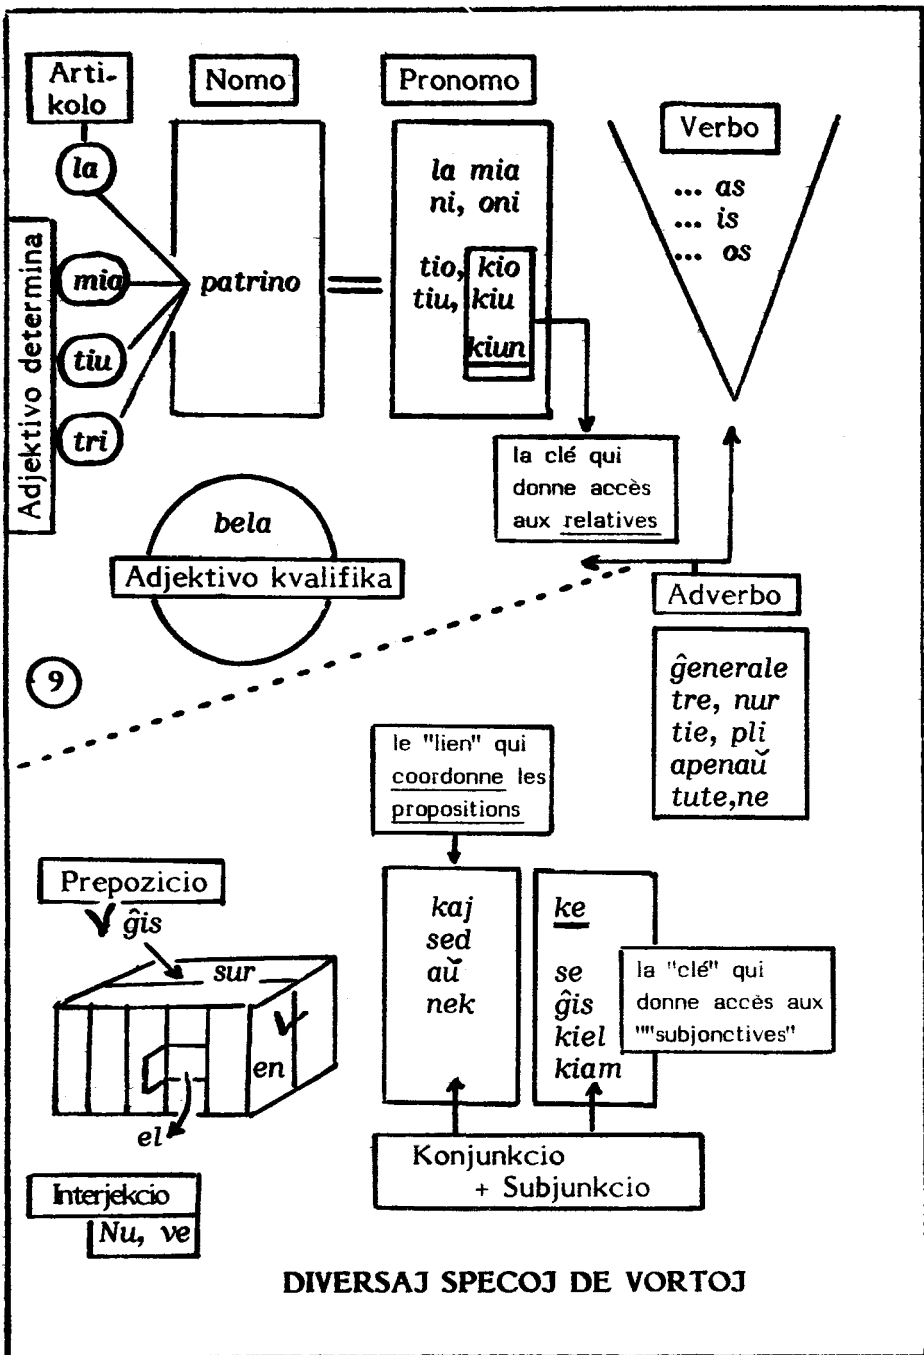 Arti-
kolo
Nomo
Pronomo
Verbo
la
Adjektivo determina
mia
tiu
tri
patrino
la mia
ni, oni
tio, kio
tiu, kiu
kiun
... as
... is
... os
la clé qui
donne accès
aux relatives
bela
Adjektivo kvalifika
Adverbo
ĝenerale
tre, nur
tie, pli
apenaŭ
tute,ne
9
le "lien" qui
coordonne les
propositions
Prepozicio
ĝis
sur
en
el
kaj
sed
aŭ
nek
ke
se
ĝis
kiel
kiam
la "clé" qui
donne accès aux
""subjonctives"
Konjunkcio
+ Subjunkcio
Interjekcio
Nu, ve
DIVERSAJ SPECOJ DE VORTOJ